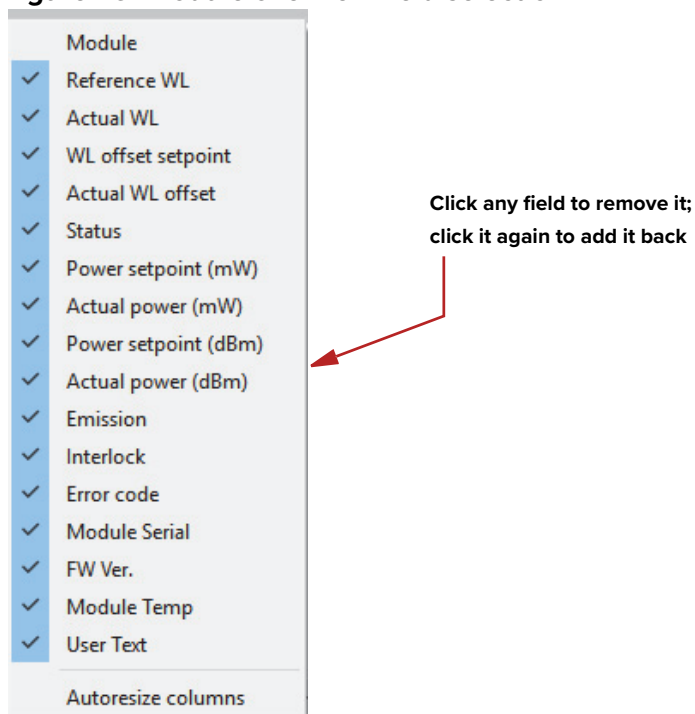 Module
Reference WL
Actual WL
WL offset setpoint
Actual WL offset
Status
Power setpoint (mW)
Actual power (mW)
Click any field to remove it;
click it again to add it back
Power setpoint (dBm)
Actual power (dBm)
Emission
Interlock
Error code
Module Serial
FW Ver.
Module Temp
User Text
Autoresize columns